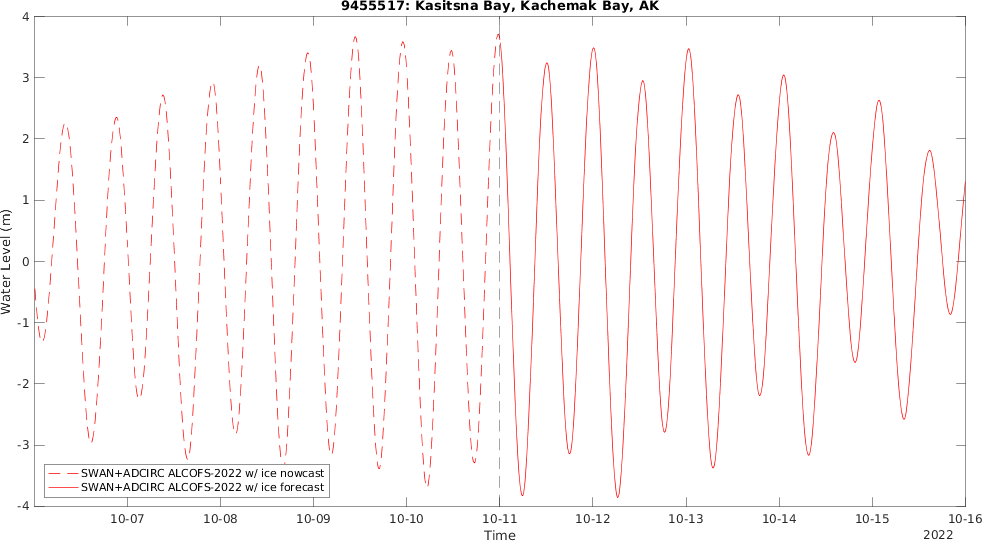 9455517: Kasitsna Bay, Kachemak Bay, AK
4
3
2
1
0
-1
-2
-3
-4
Water Level (m)
SWAN+ADCIRC ALCOFS-2022 w/ ice nowcast
SWAN+ADCIRC ALCOFS-2022 w/ ice forecast
10-07 10-08 10-09 10-10 10-11 10-12 10-13 10-14 10-15 10-16
Time
2022